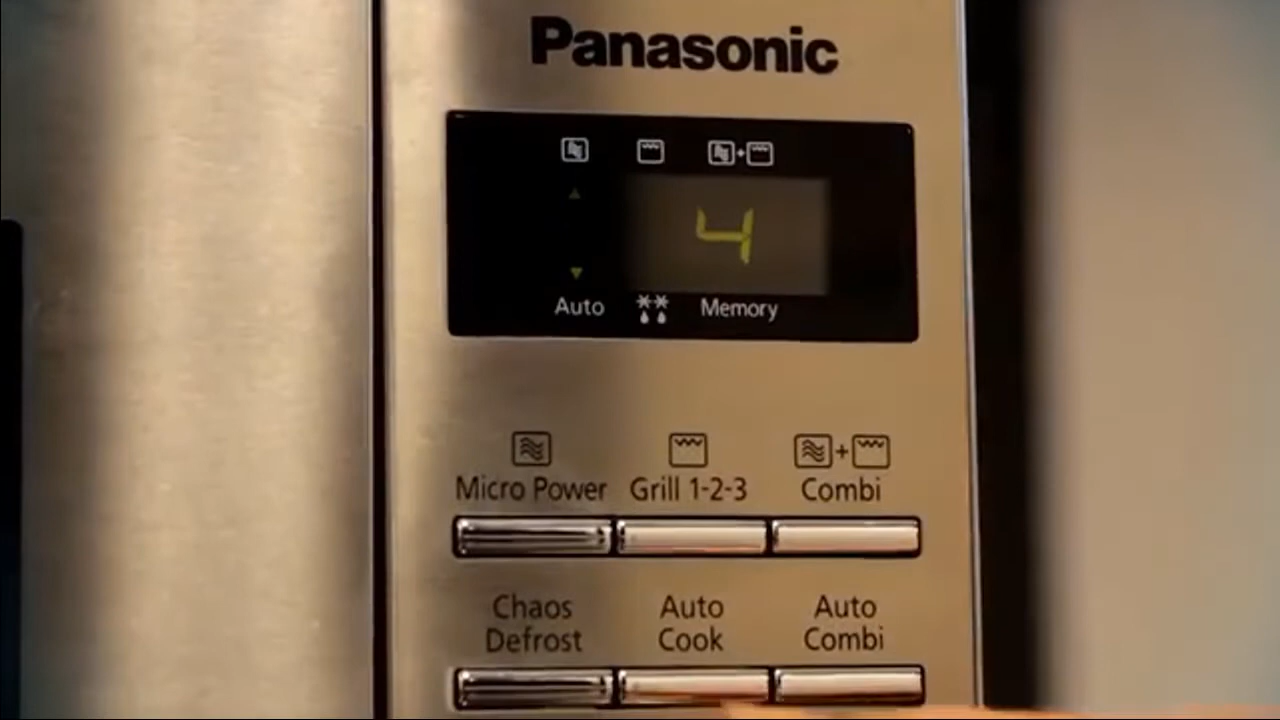 Panasonic
4
Auto Memory
Micro Power Grill 1-2-3 Combi
Chaos Auto Auto
Defrost Cook Combi